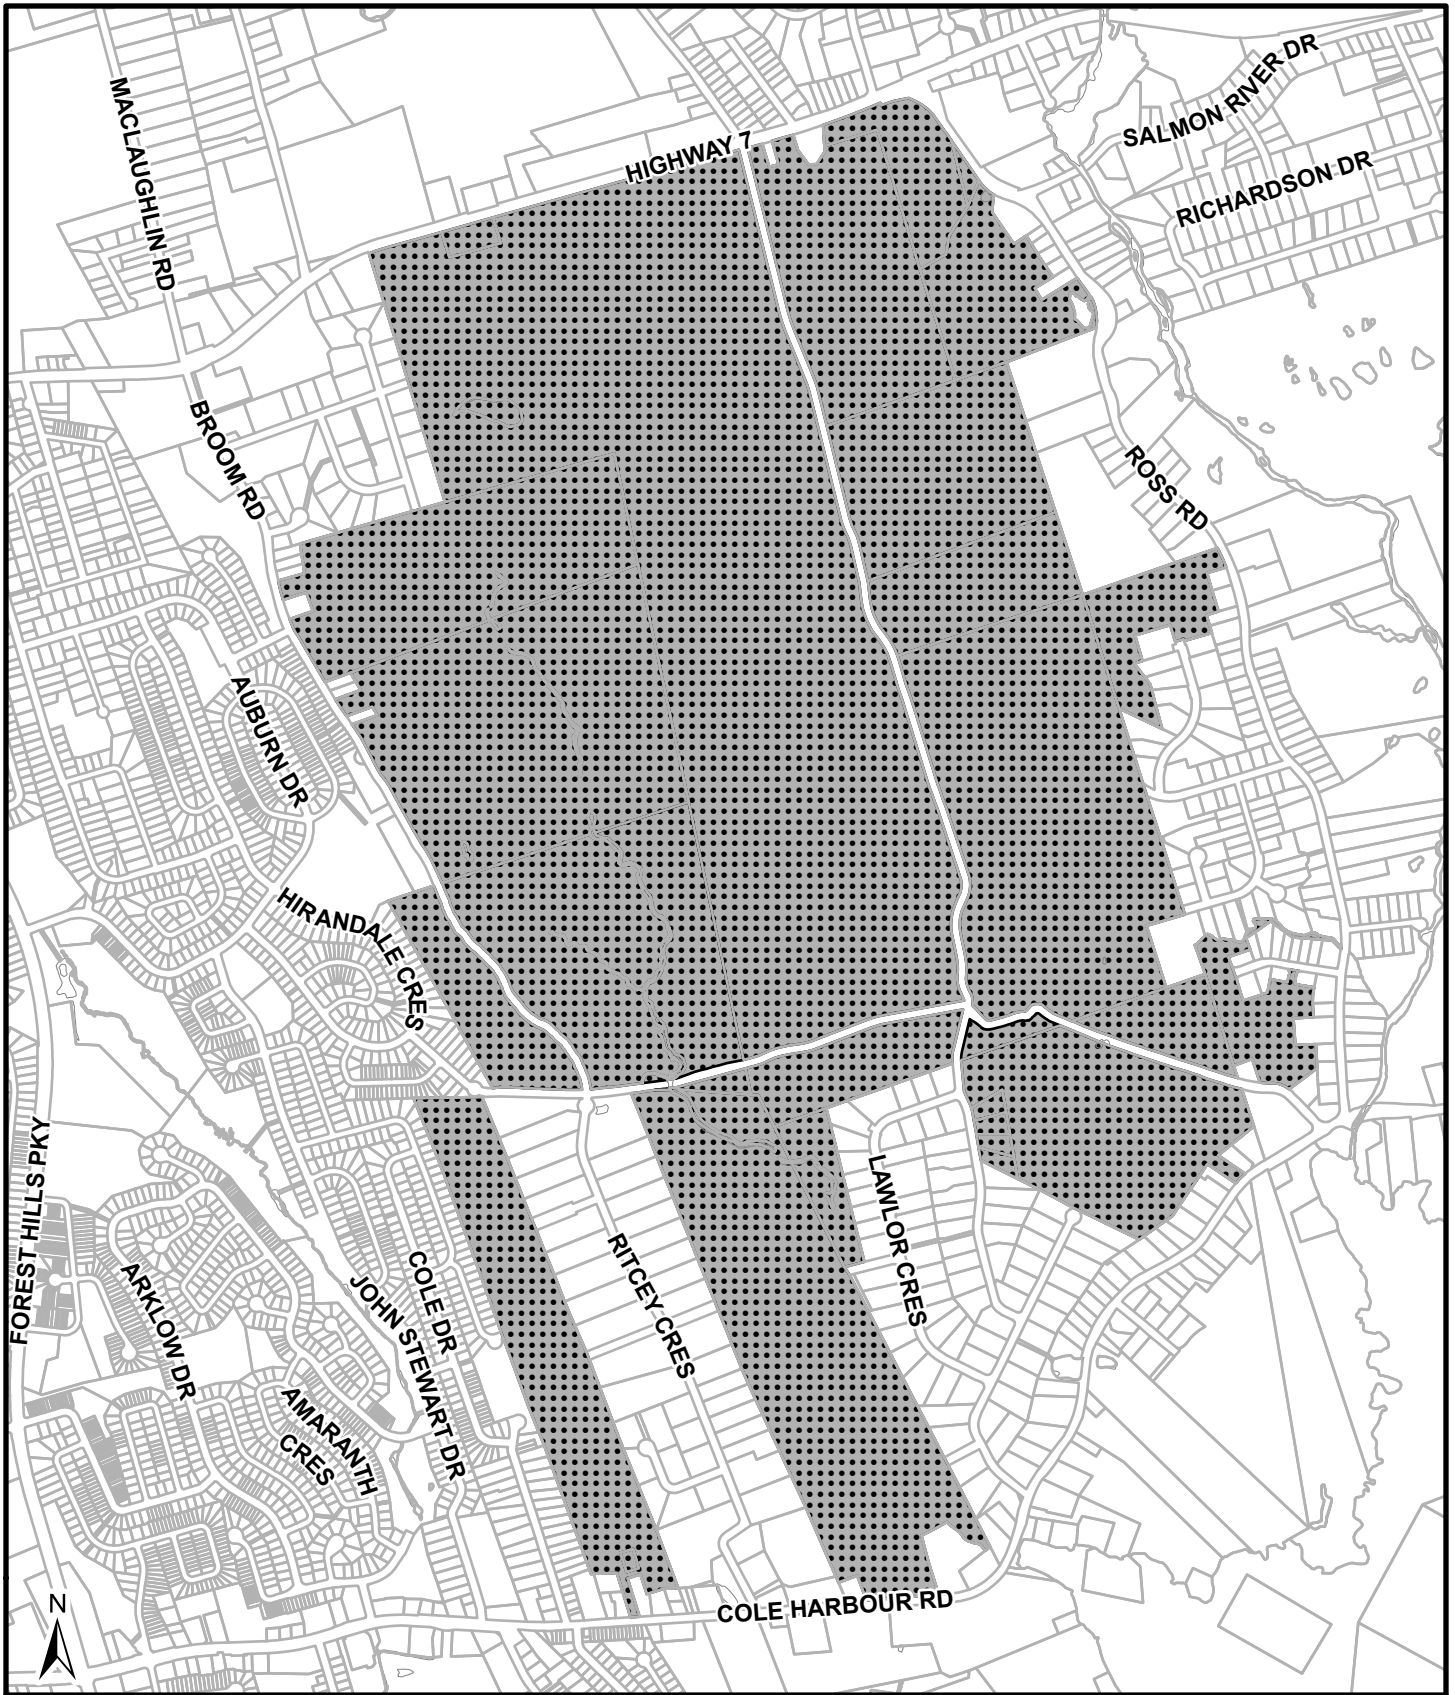 SALMON RIVER DR
MACLAUGHLIN RD
HIGHWAY 7
RICHARDSON DR
BROOM RD
ROSS RD
AUBURN DR
HIRANDALE CRES
FOREST HILLS PKY
LAWLOR CRES
RITCEY CRES
COLE DR
JOHN STEWART DR
ARKLOW DR
AMARANTH
CRES
N
COLE HARBOUR RD